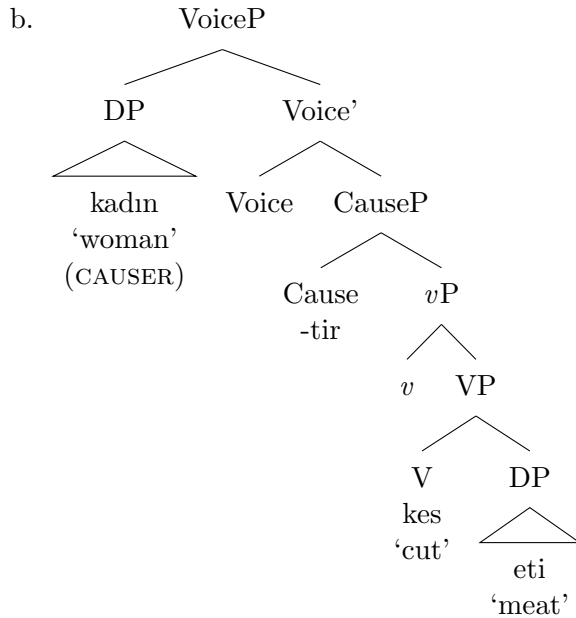 b.
VoiceP
DP Voice’
kadın Voice CauseP
‘woman’
(CAUSER) Cause vP
-tir
v VP
V DP
kes
‘cut’ eti
‘meat’